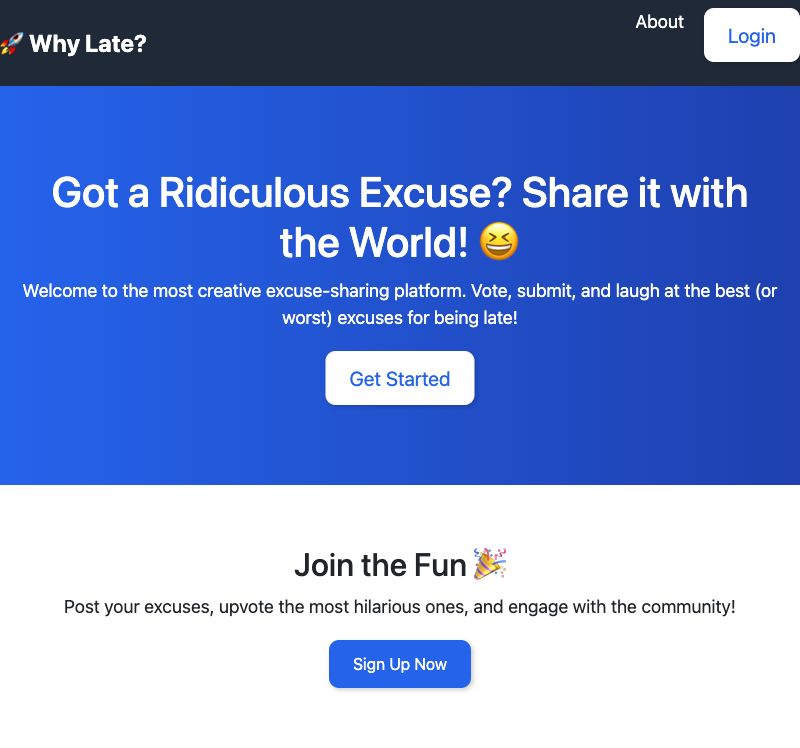 🚀 Why Late?
About
Login
Got a Ridiculous Excuse? Share it with
the World! 😆
Welcome to the most creative excuse-sharing platform. Vote, submit, and laugh at the best (or
worst) excuses for being late!
Get Started
Join the Fun 🎉
Post your excuses, upvote the most hilarious ones, and engage with the community!
Sign Up Now